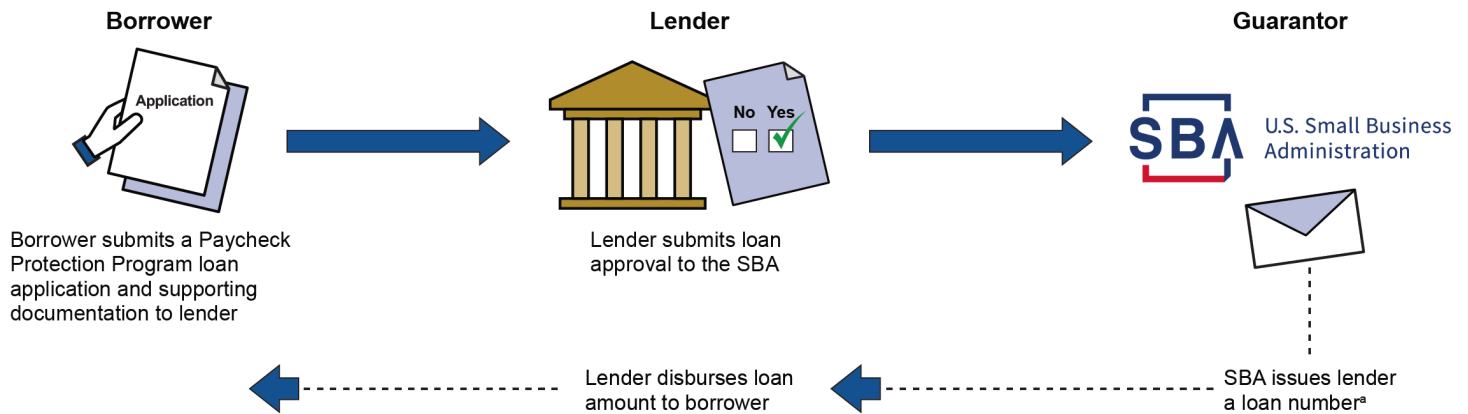 Borrower
Lender
Guarantor
Application
No Yes
SBA
U.S. Small Business
Administration
Borrower submits a Paycheck
Protection Program loan
application and supporting
documentation to lender
Lender submits loan
approval to the SBA
Lender disburses loan
amount to borrower
SBA issues lender
a loan numberᵃ